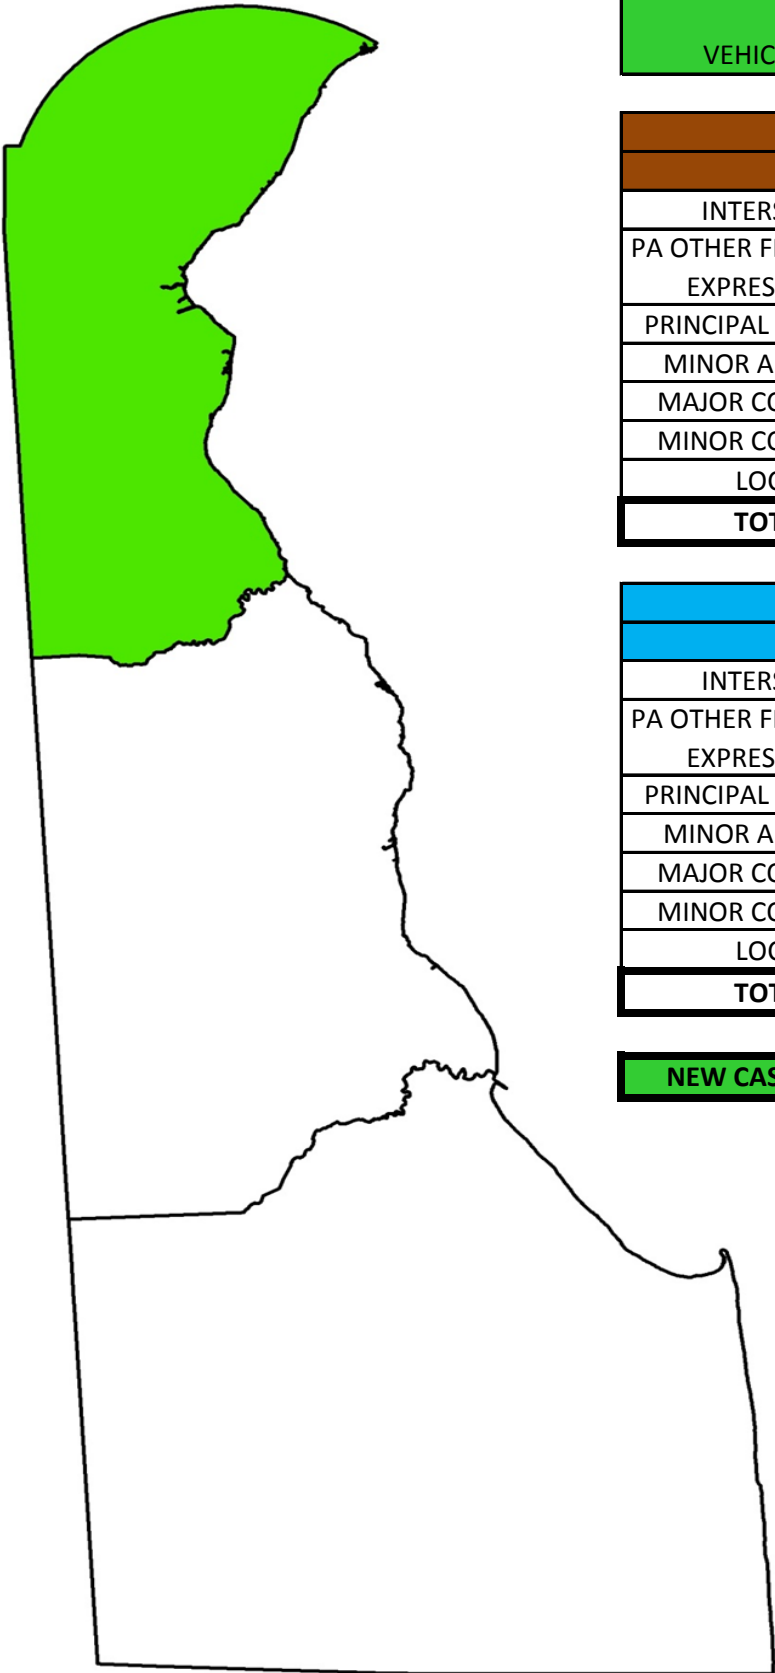 VEHIC
INTERS
PA OTHER F
EXPRES
PRINCIPAL
MINOR A
MAJOR CO
MINOR CO
LOC
TOT
INTERS
PA OTHER F
EXPRES
PRINCIPAL
MINOR A
MAJOR CO
MINOR CO
LOC
TOT
NEW CAS